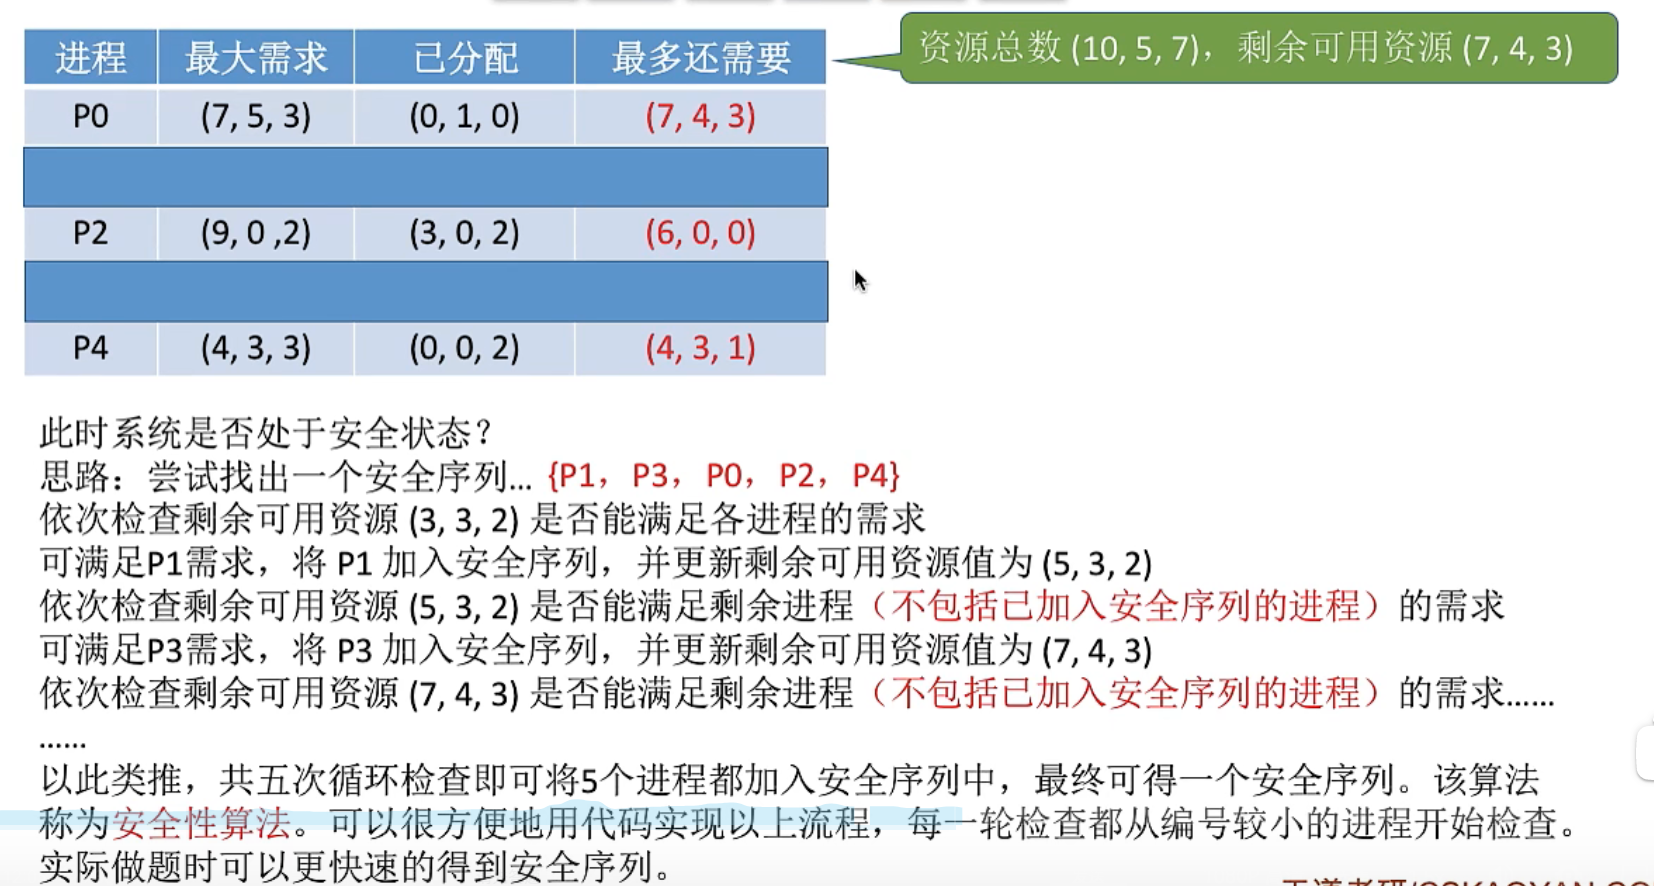 进程 最大需求 已分配 最多还需要
资源总数 (10, 5, 7)，剩余可用资源 (7, 4, 3)
P0 (7, 5, 3) (0, 1, 0) (7, 4, 3)
P2 (9, 0 ,2) (3, 0, 2) (6, 0, 0)
P4 (4, 3, 3) (0, 0, 2) (4, 3, 1)
此时系统是否处于安全状态？
思路：尝试找出一个安全序列... {P1，P3，P0，P2，P4}
依次检查剩余可用资源 (3, 3, 2) 是否能满足各进程的需求
可满足P1需求，将 P1 加入安全序列，并更新剩余可用资源值为 (5, 3, 2)
依次检查剩余可用资源 (5, 3, 2) 是否能满足剩余进程（不包括已加入安全序列的进程）的需求
可满足P3需求，将 P3 加入安全序列，并更新剩余可用资源值为 (7, 4, 3)
依次检查剩余可用资源 (7, 4, 3) 是否能满足剩余进程（不包括已加入安全序列的进程）的需求......
......
以此类推，共五次循环检查即可将5个进程都加入安全序列中，最终可得一个安全序列。该算法
称为安全性算法。可以很方便地用代码实现以上流程，每一轮检查都从编号较小的进程开始检查。
实际做题时可以更快速的得到安全序列。